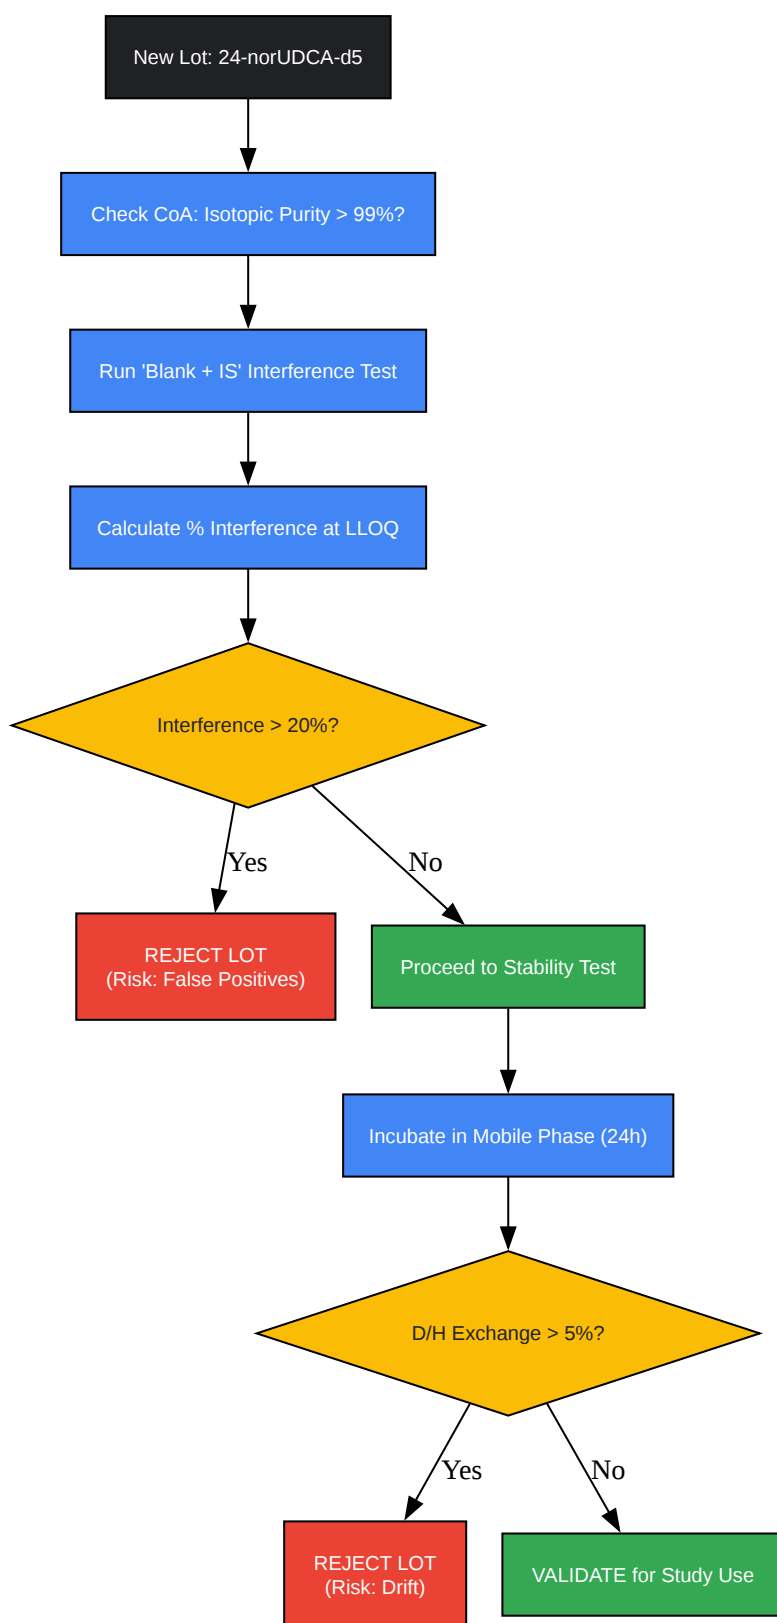 New Lot: 24-norUDCA-d5
Check CoA: Isotopic Purity > 99%?
Run 'Blank + IS' Interference Test
Calculate % Interference at LLOQ
Interference > 20%?
Yes
No
REJECT LOT
(Risk: False Positives)
Proceed to Stability Test
Incubate in Mobile Phase (24h)
D/H Exchange > 5%?
Yes
No
REJECT LOT
(Risk: Drift)
VALIDATE for Study Use